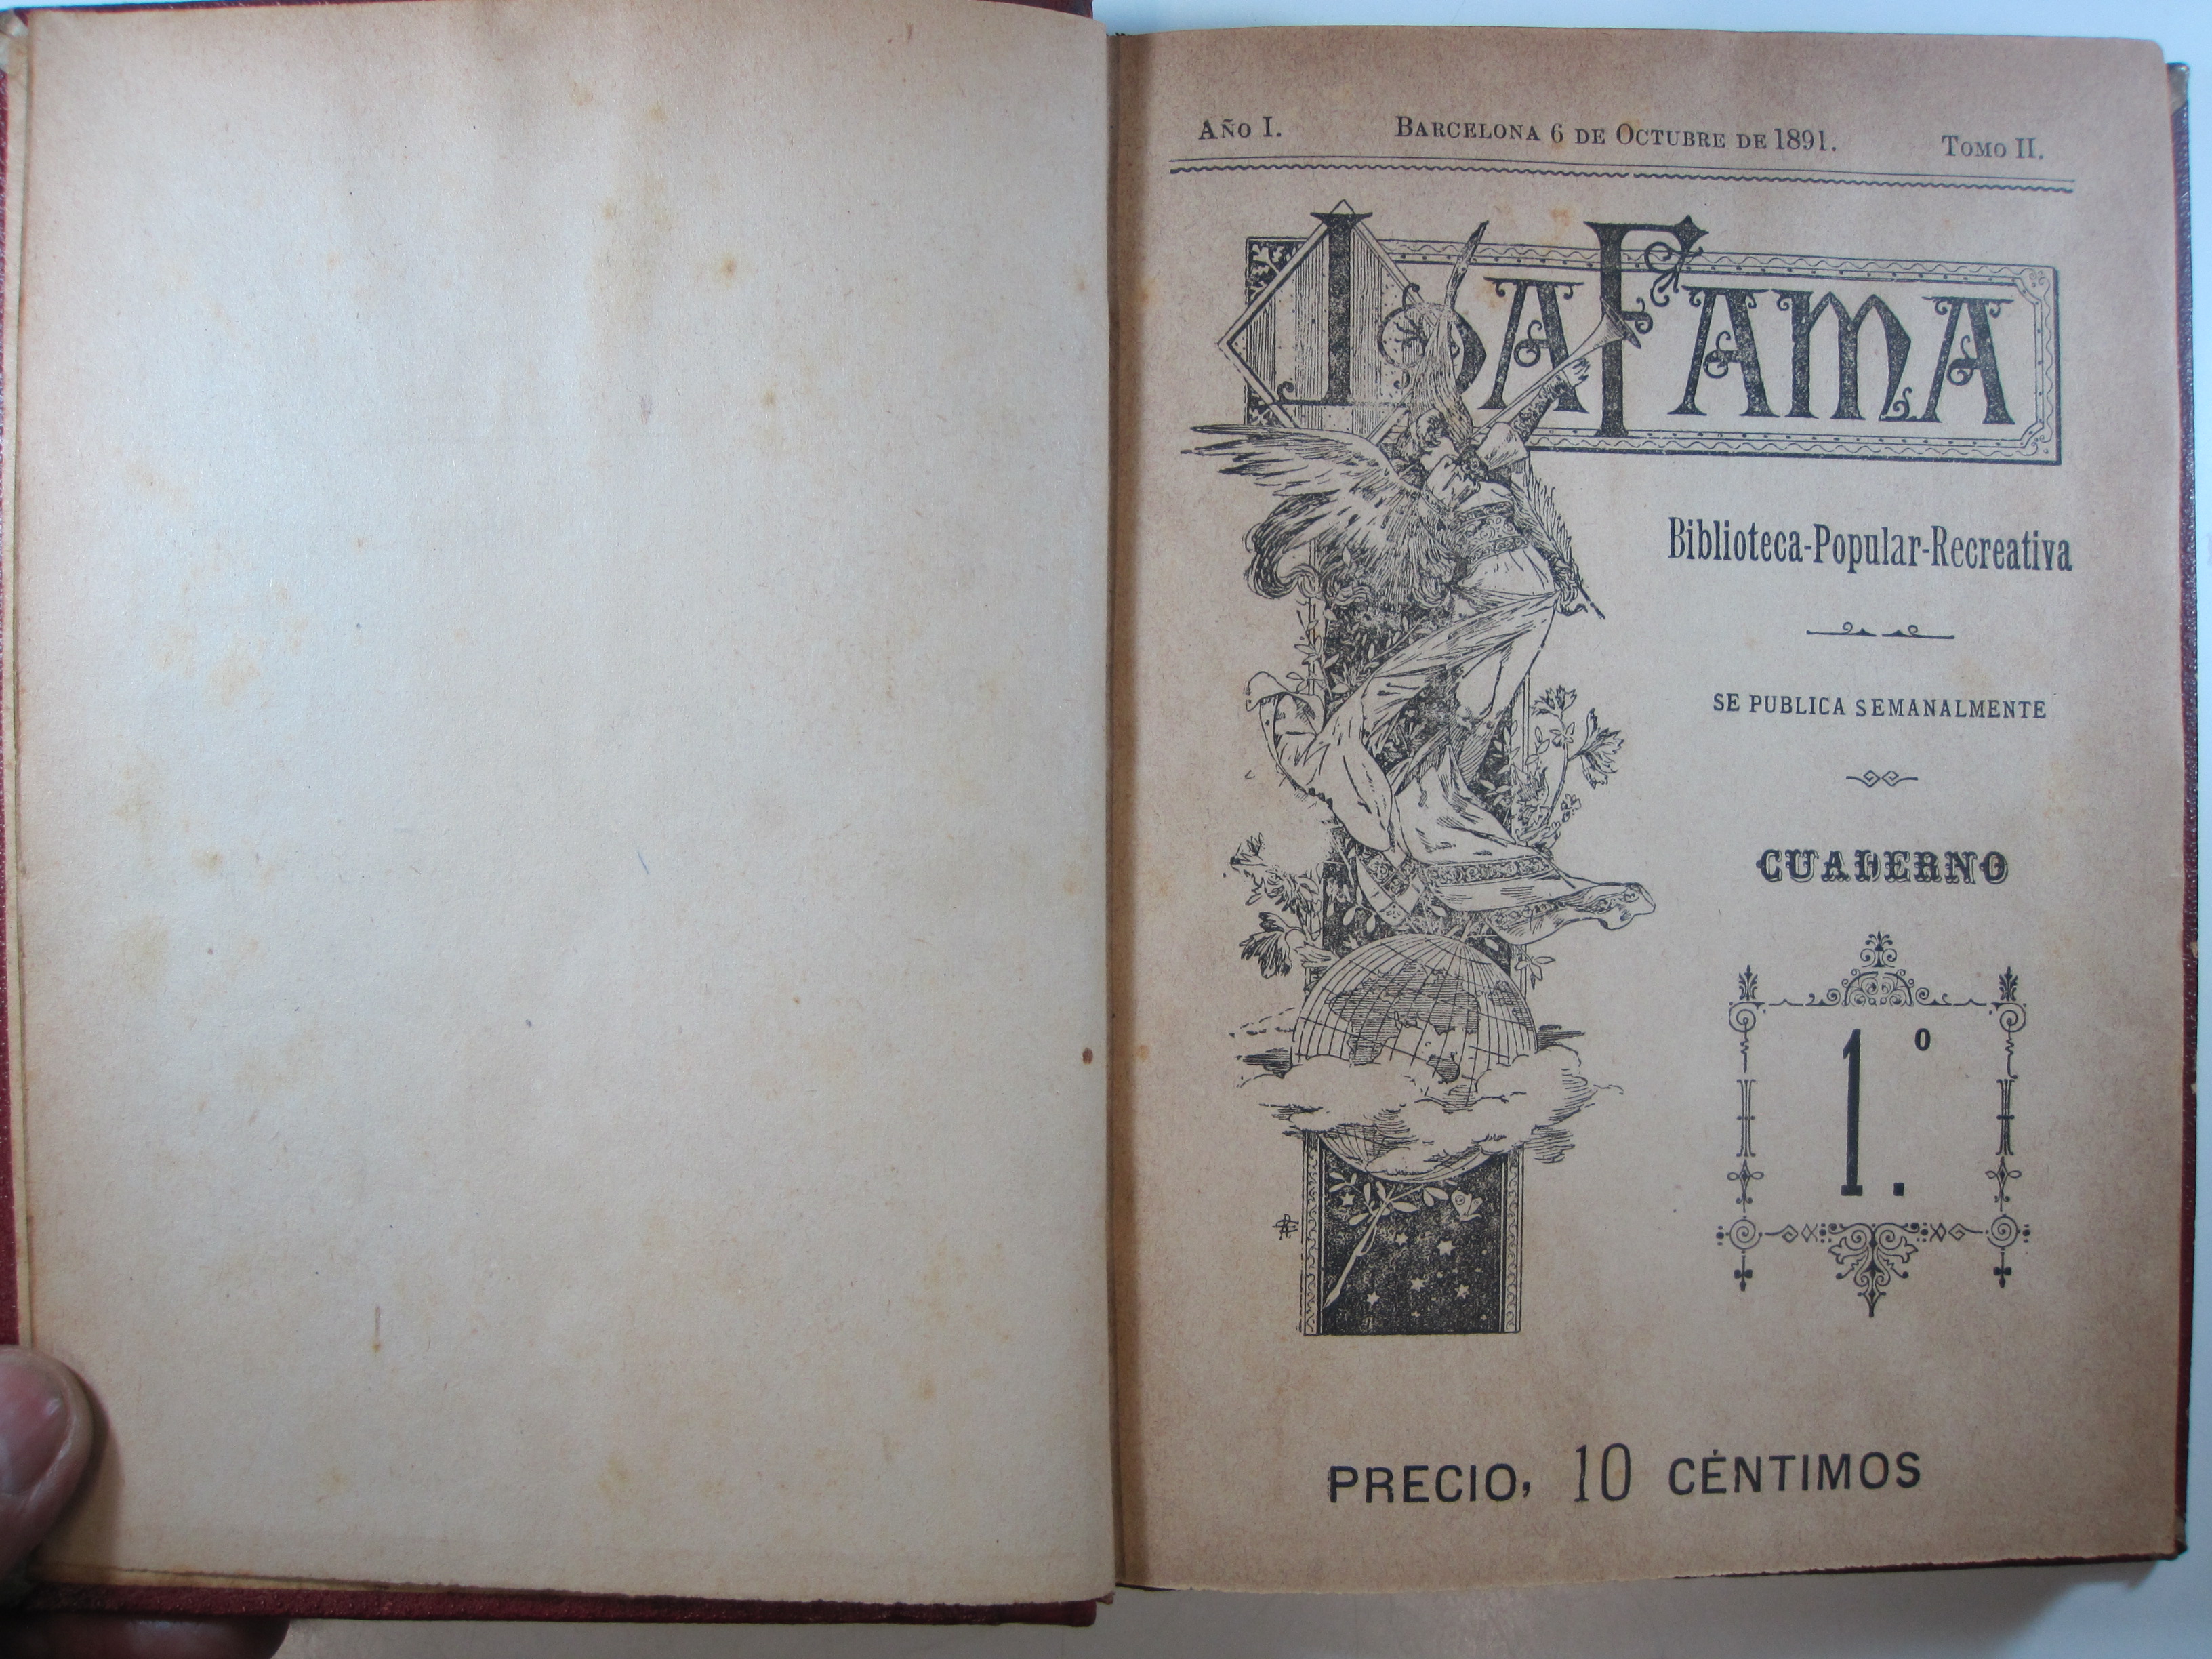 Año I. Barcelona 6 de Octubre de 1891. Tomo II.
La Fama
Biblioteca-Popular-Recreativa
SE PUBLICA SEMANALMENTE
CUADERNO
1.º
PRECIO, 10 CÉNTIMOS